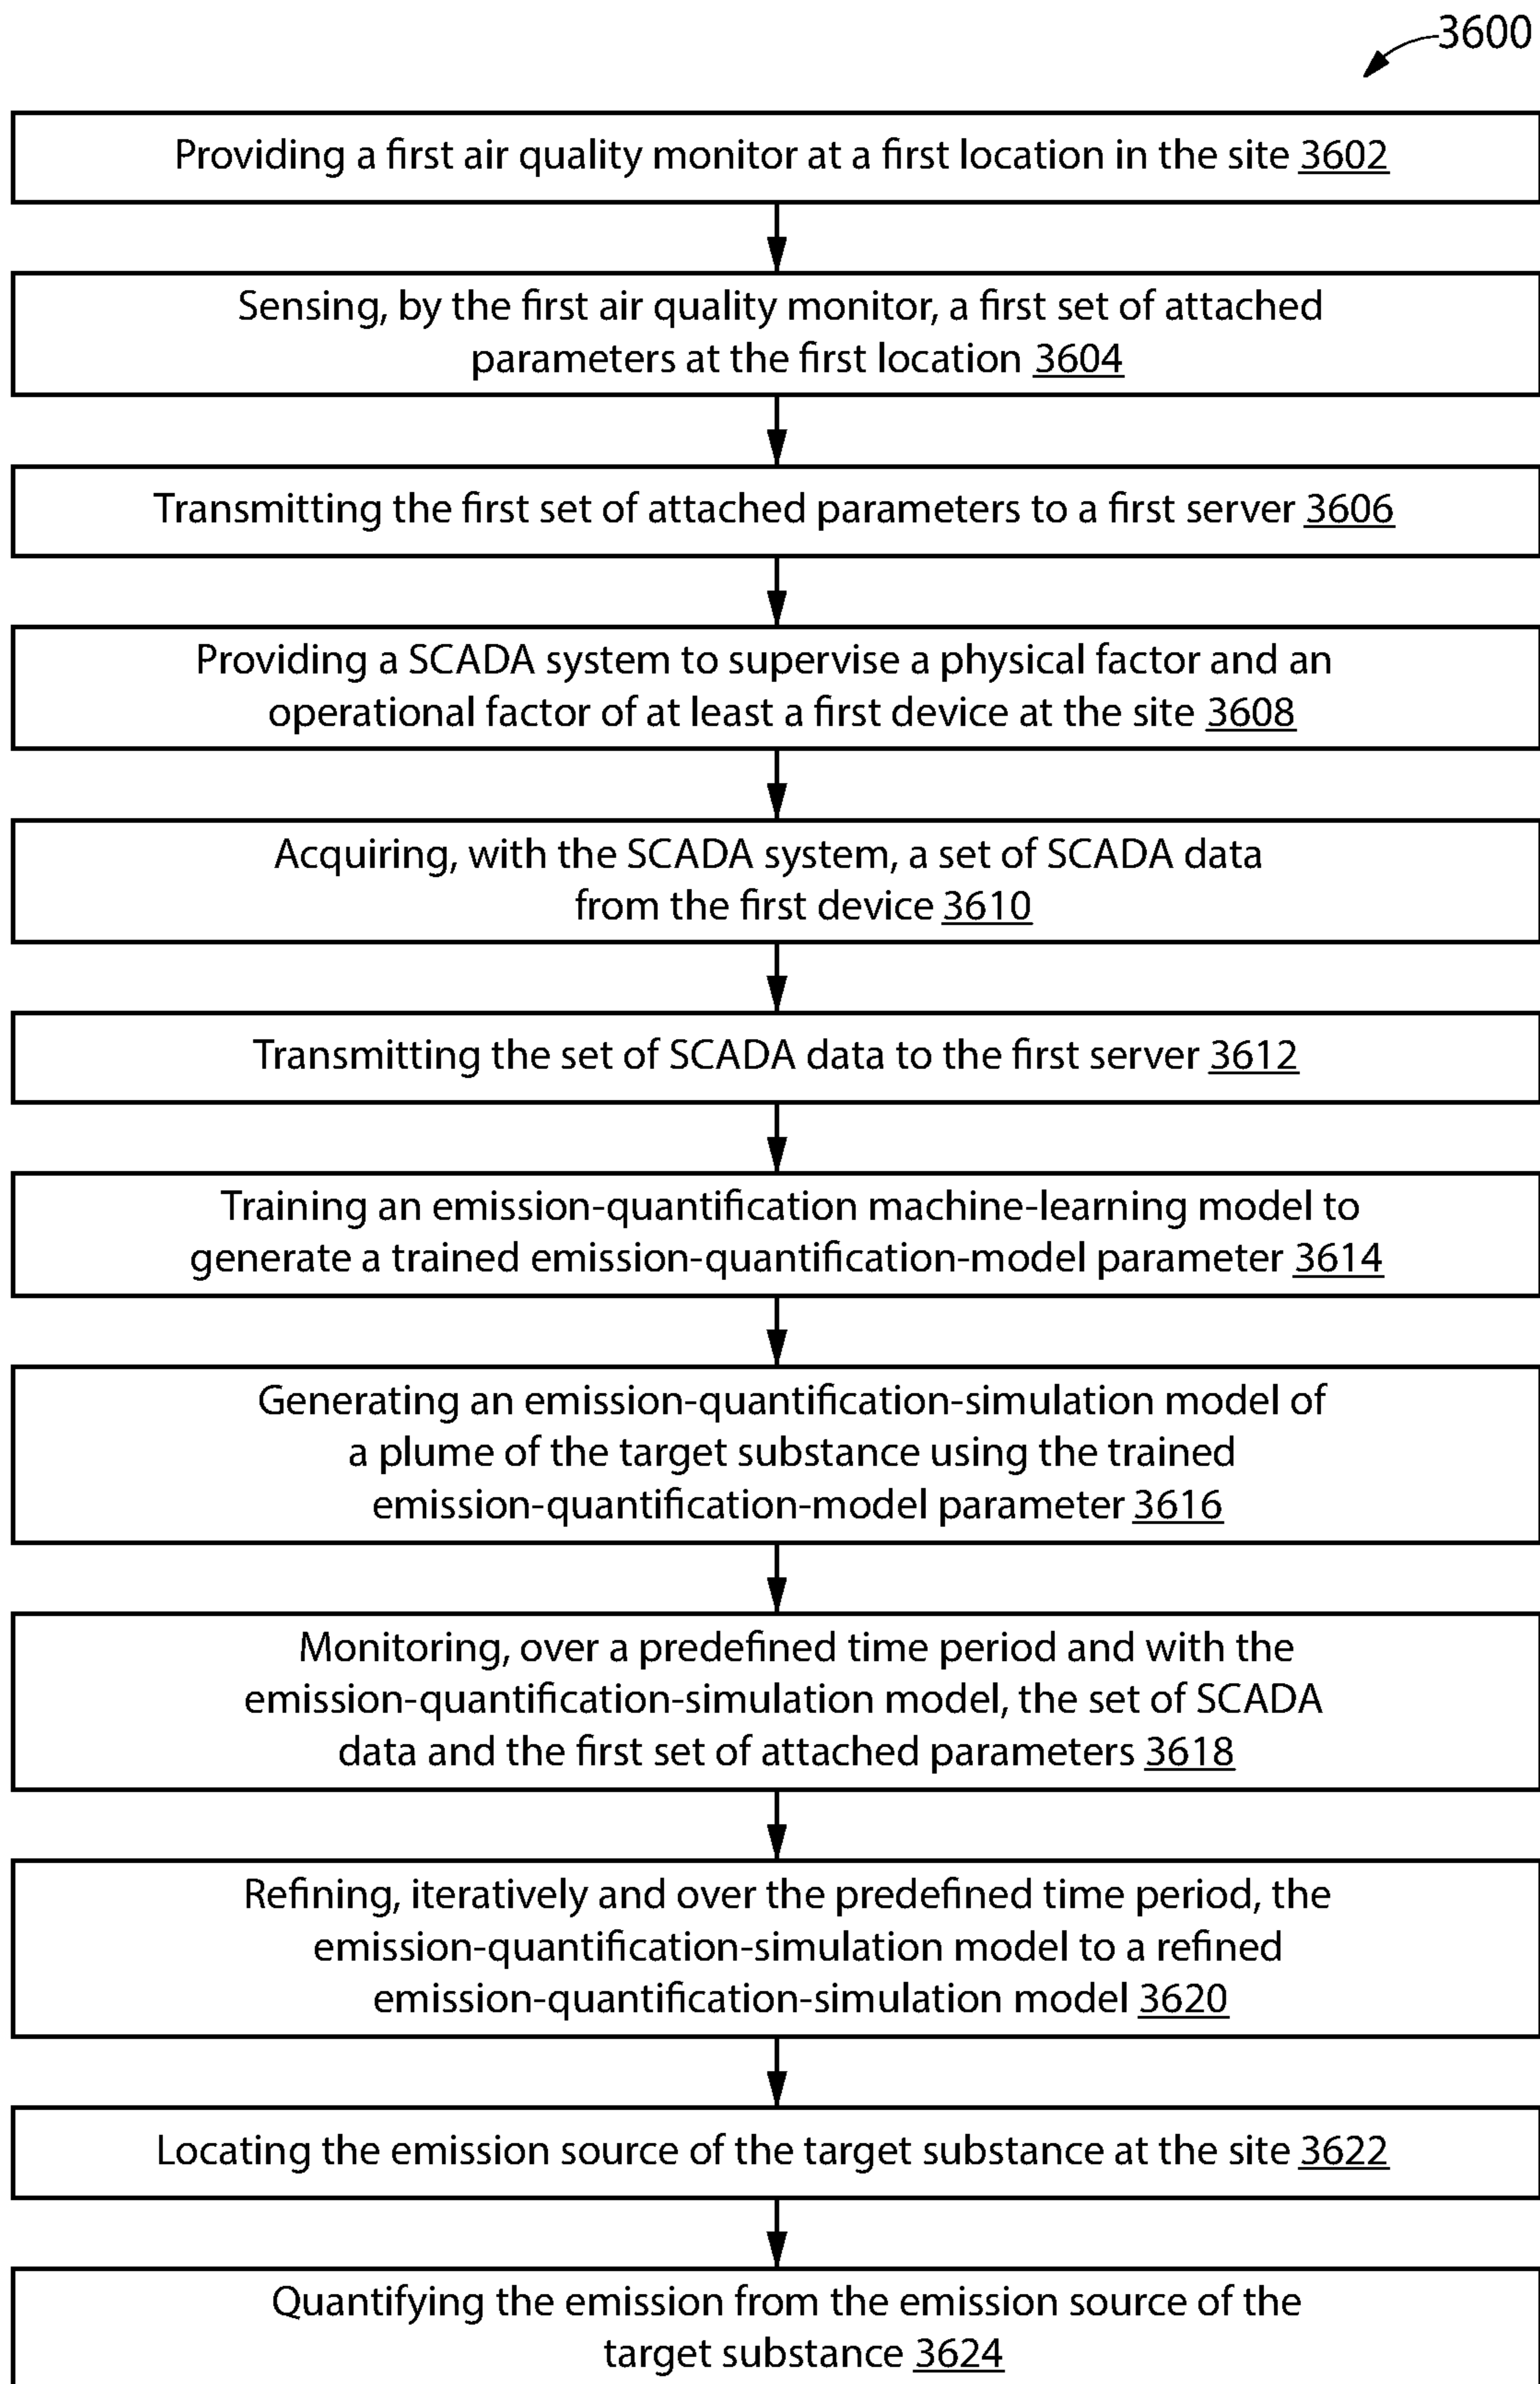 3600
Providing a first air quality monitor at a first location in the site 3602
Sensing, by the first air quality monitor, a first set of attached
parameters at the first location 3604
Transmitting the first set of attached parameters to a first server 3606
Providing a SCADA system to supervise a physical factor and an
operational factor of at least a first device at the site 3608
Acquiring, with the SCADA system, a set of SCADA data
from the first device 3610
Transmitting the set of SCADA data to the first server 3612
Training an emission-quantification machine-learning model to
generate a trained emission-quantification-model parameter 3614
Generating an emission-quantification-simulation model of
a plume of the target substance using the trained
emission-quantification-model parameter 3616
Monitoring, over a predefined time period and with the
emission-quantification-simulation model, the set of SCADA
data and the first set of attached parameters 3618
Refining, iteratively and over the predefined time period, the
emission-quantification-simulation model to a refined
emission-quantification-simulation model 3620
Locating the emission source of the target substance at the site 3622
Quantifying the emission from the emission source of the
target substance 3624